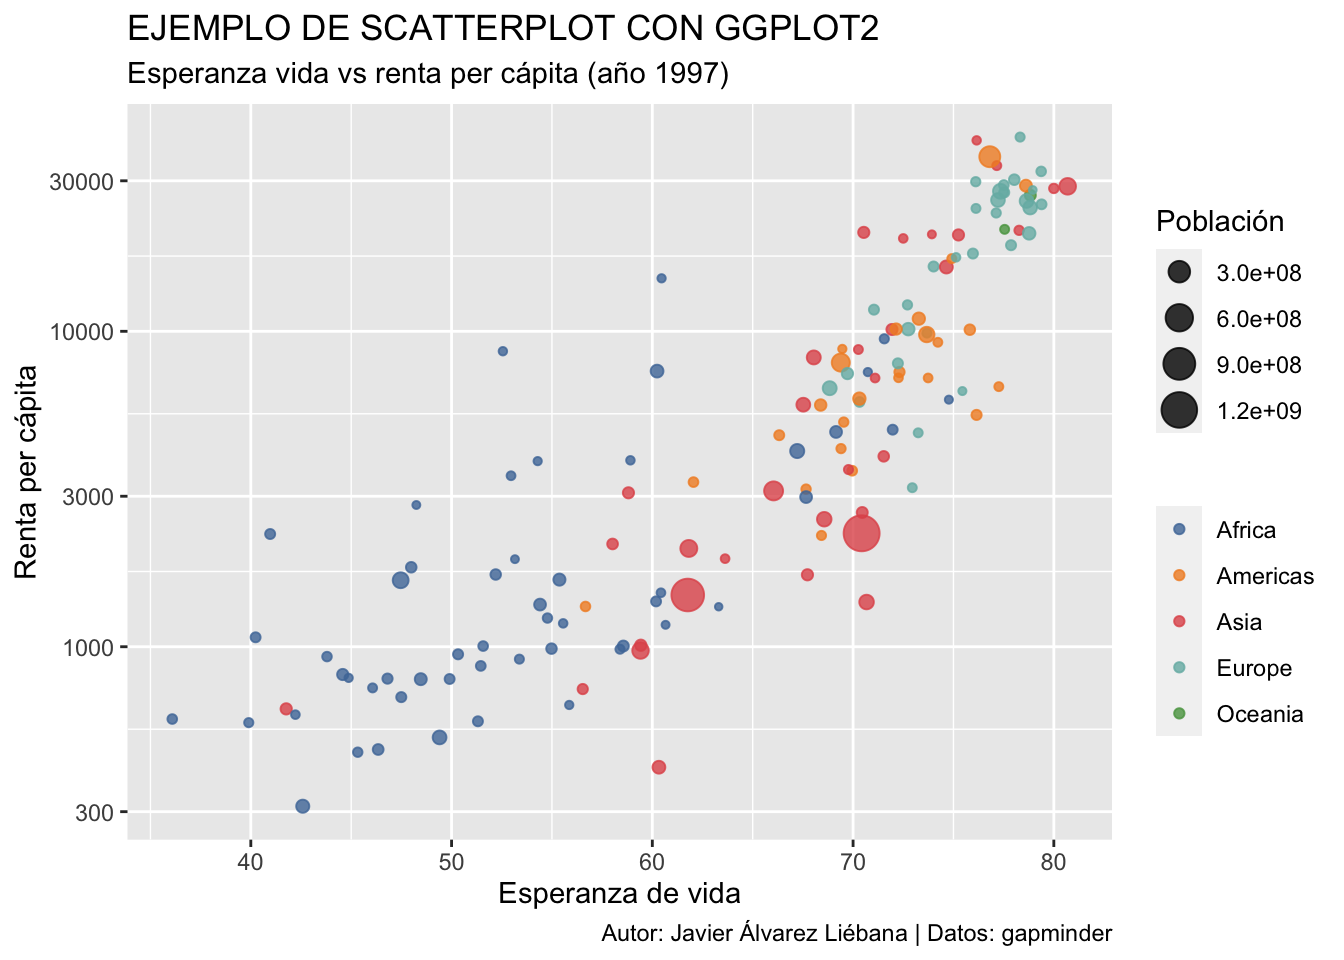 EJEMPLO DE SCATTERPLOT CON GGPLOT2
Esperanza vida vs renta per cápita (año 1997)
Renta per cápita
30000
10000
3000
1000
300
40 50 60 70 80
Esperanza de vida
Autor: Javier Álvarez Liébana | Datos: gapminder
Población
3.0e+08
6.0e+08
9.0e+08
1.2e+09
Africa
Americas
Asia
Europe
Oceania